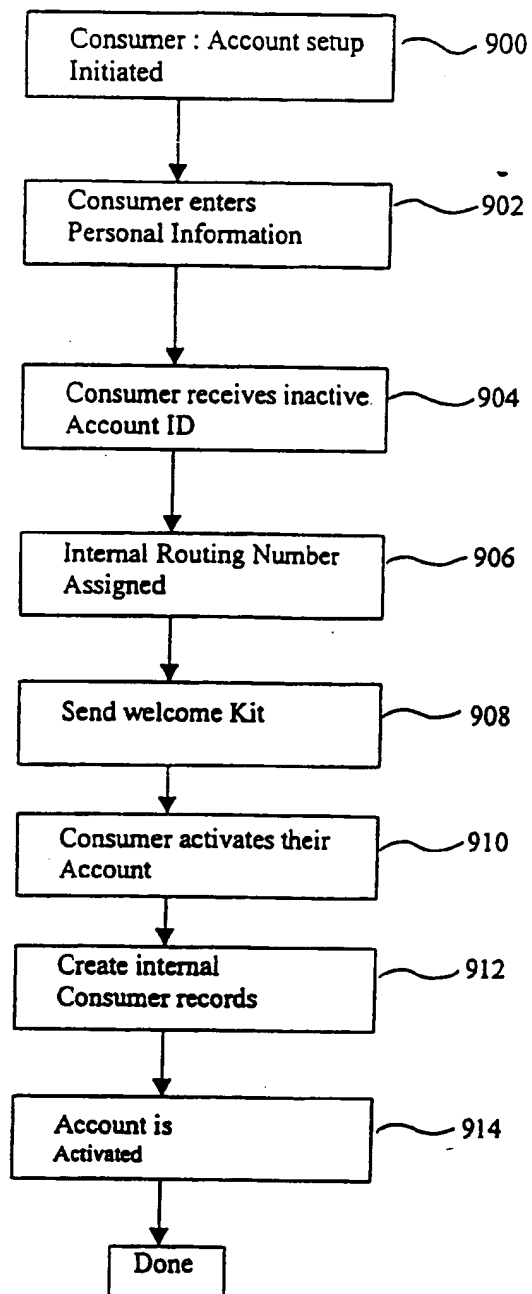 Consumer : Account setup
Initiated
900
Consumer enters
Personal Information
902
Consumer receives inactive
Account ID
904
Internal Routing Number
Assigned
906
Send welcome Kit
908
Consumer activates their
Account
910
Create internal
Consumer records
912
Account is
Activated
914
Done